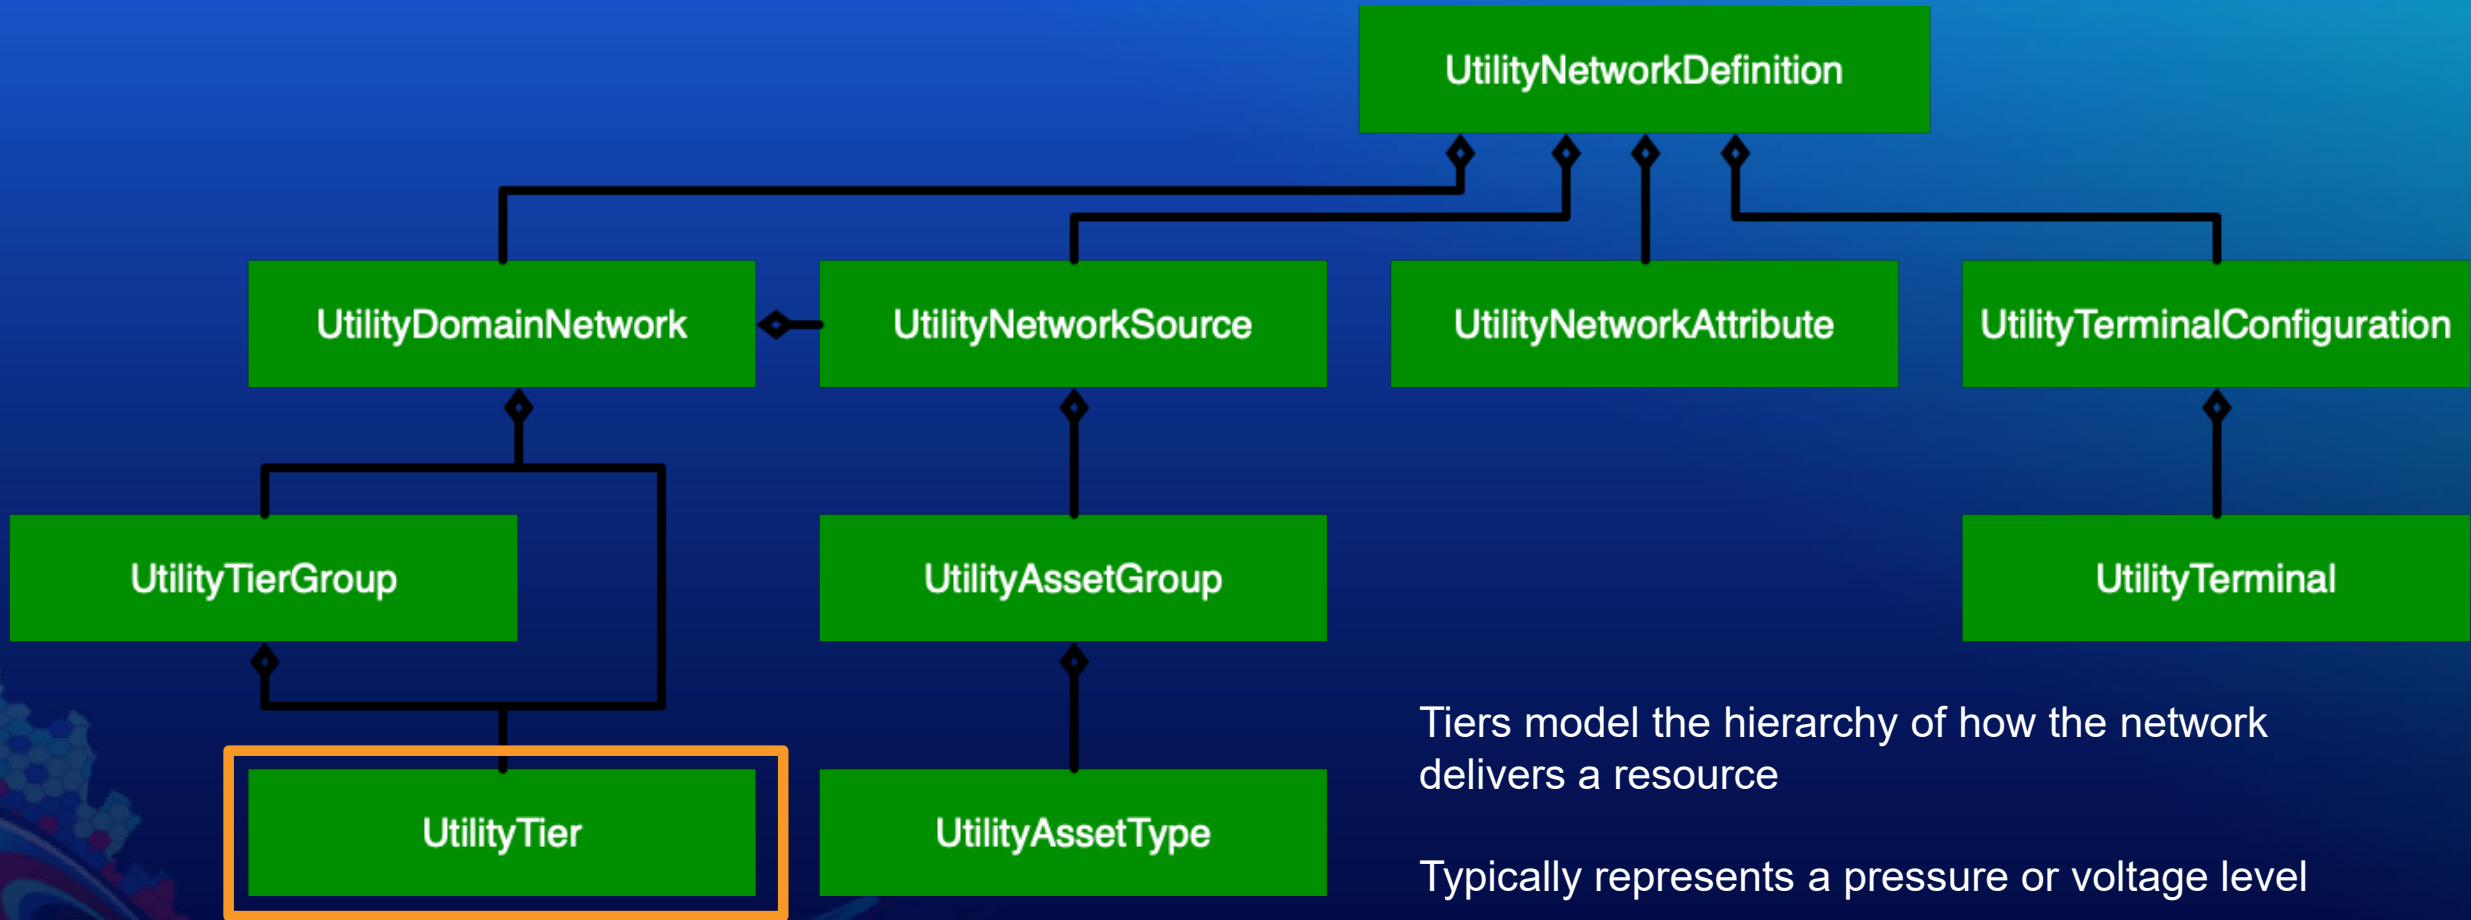 UtilityNetworkDefinition
UtilityDomainNetwork
UtilityNetworkSource
UtilityNetworkAttribute
UtilityTerminalConfiguration
UtilityTierGroup
UtilityAssetGroup
UtilityTerminal
UtilityTier
UtilityAssetType
Tiers model the hierarchy of how the network
delivers a resource
Typically represents a pressure or voltage level